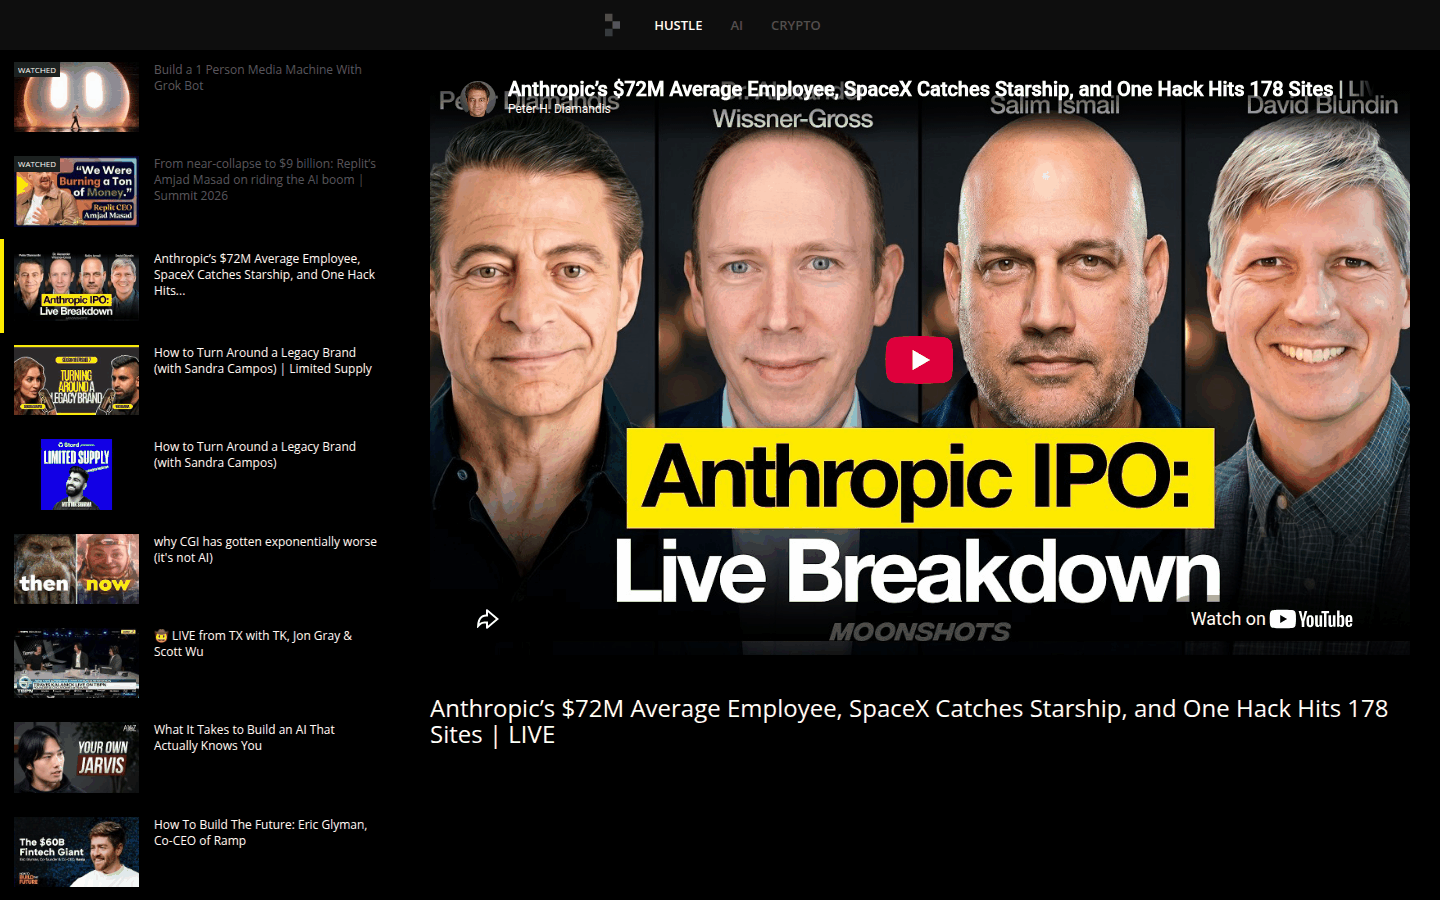 HUSTLE AI CRYPTO
WATCHED
Build a 1 Person Media Machine With
Grok Bot
WATCHED
"We Were
Burning a Ton
of Money."
Replit CEO
Amjad Masad
From near-collapse to $9 billion: Replit's
Amjad Masad on riding the AI boom |
Summit 2026
Anthropic IPO:
Live Breakdown
Anthropic's $72M Average Employee,
SpaceX Catches Starship, and One Hack
Hits...
TURNING
AROUND A
LEGACY BRAND
How to Turn Around a Legacy Brand
(with Sandra Campos) | Limited Supply
LIMITED SUPPLY
How to Turn Around a Legacy Brand
(with Sandra Campos)
then now
why CGI has gotten exponentially worse
(it's not AI)
🤠 LIVE from TX with TK, Jon Gray &
Scott Wu
YOUR OWN
JARVIS
What It Takes to Build an AI That
Actually Knows You
The $60B
Fintech Giant
How To Build The Future: Eric Glyman,
Co-CEO of Ramp
Anthropic's $72M Average Employee, SpaceX Catches Starship, and One Hack Hits 178 Sites | LIV
Peter H. Diamandis
Wissner-Gross
Salim Ismail
David Blundin
Anthropic IPO:
Live Breakdown
MOONSHOTS
Watch on YouTube
Anthropic's $72M Average Employee, SpaceX Catches Starship, and One Hack Hits 178
Sites | LIVE